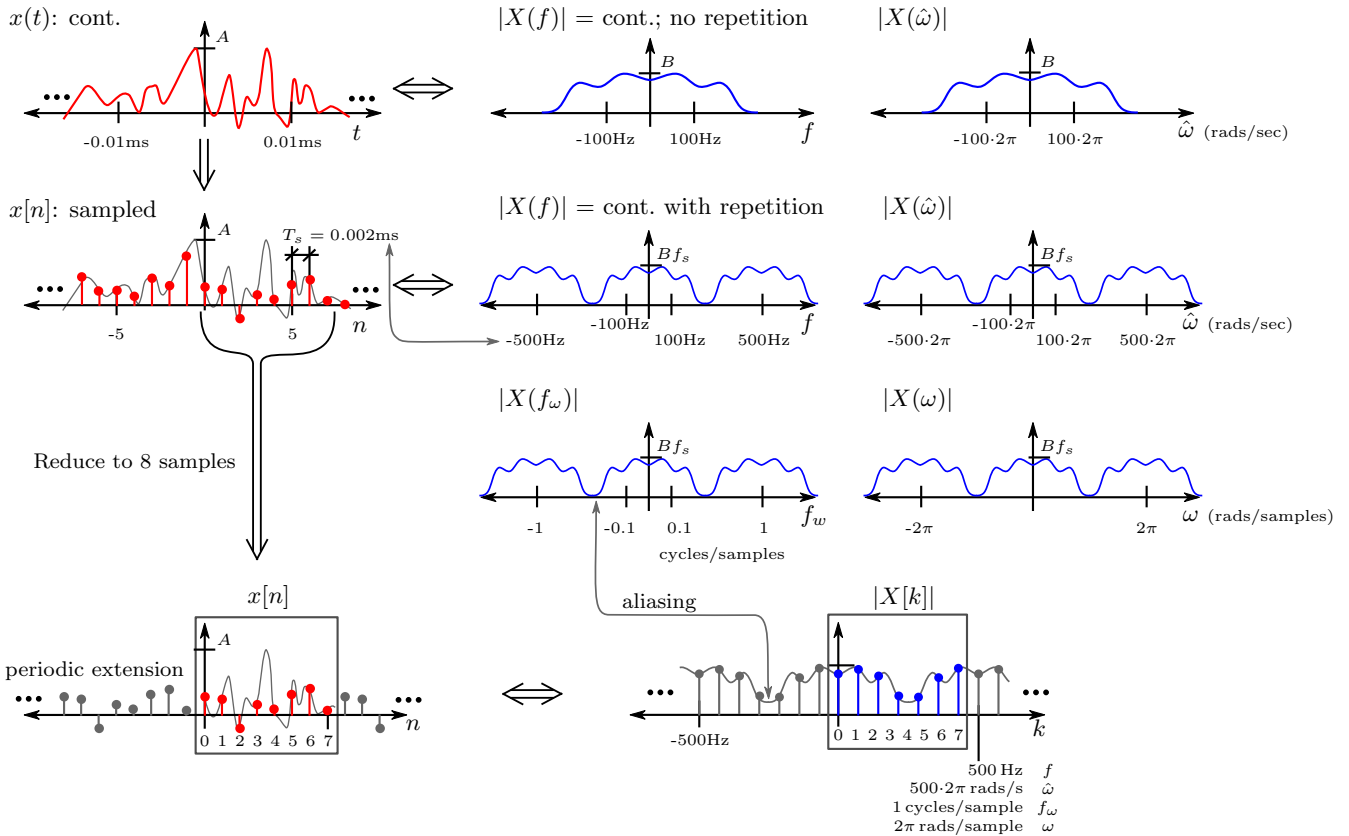 x(t): cont.
|X(f)| = cont.; no repetition
|X(ω̂)|
A
B
B
-0.01ms
0.01ms
t
-100Hz
100Hz
f
-100·2π
100·2π
ω̂ (rads/sec)
x[n]: sampled
|X(f)| = cont. with repetition
|X(ω̂)|
A
T_s = 0.002ms
Bf_s
Bf_s
-5
5
n
-500Hz
-100Hz
100Hz
500Hz
f
-500·2π
-100·2π
100·2π
500·2π
ω̂ (rads/sec)
|X(f_ω)|
|X(ω)|
Bf_s
Bf_s
Reduce to 8 samples
-1
-0.1
0.1
1
f_w
cycles/samples
-2π
2π
ω (rads/samples)
x[n]
aliasing
|X[k]|
A
periodic extension
0 1 2 3 4 5 6 7
n
-500Hz
0 1 2 3 4 5 6 7
k
500 Hz f
500·2π rads/s ω̂
1 cycles/sample f_ω
2π rads/sample ω